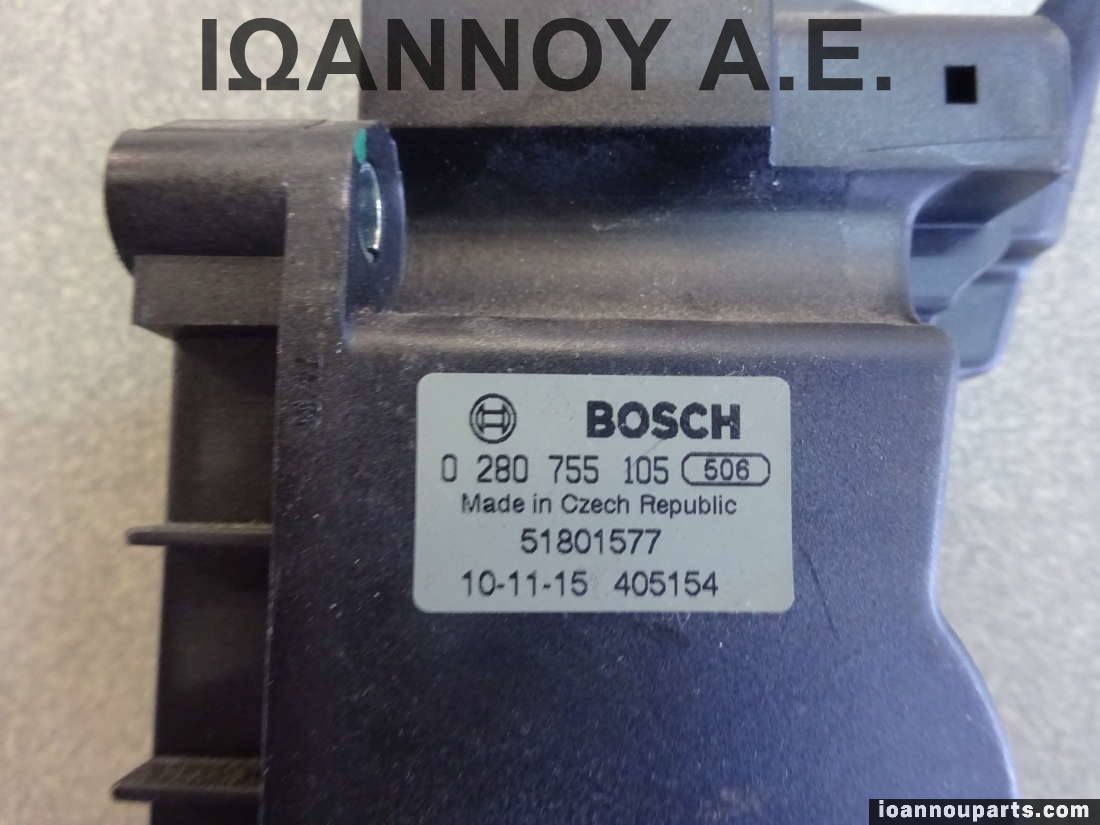 ΙΩΑΝΝΟΥ Α.Ε.
BOSCH
0 280 755 105 506
Made in Czech Republic
51801577
10-11-15 405154
ioannouparts.com